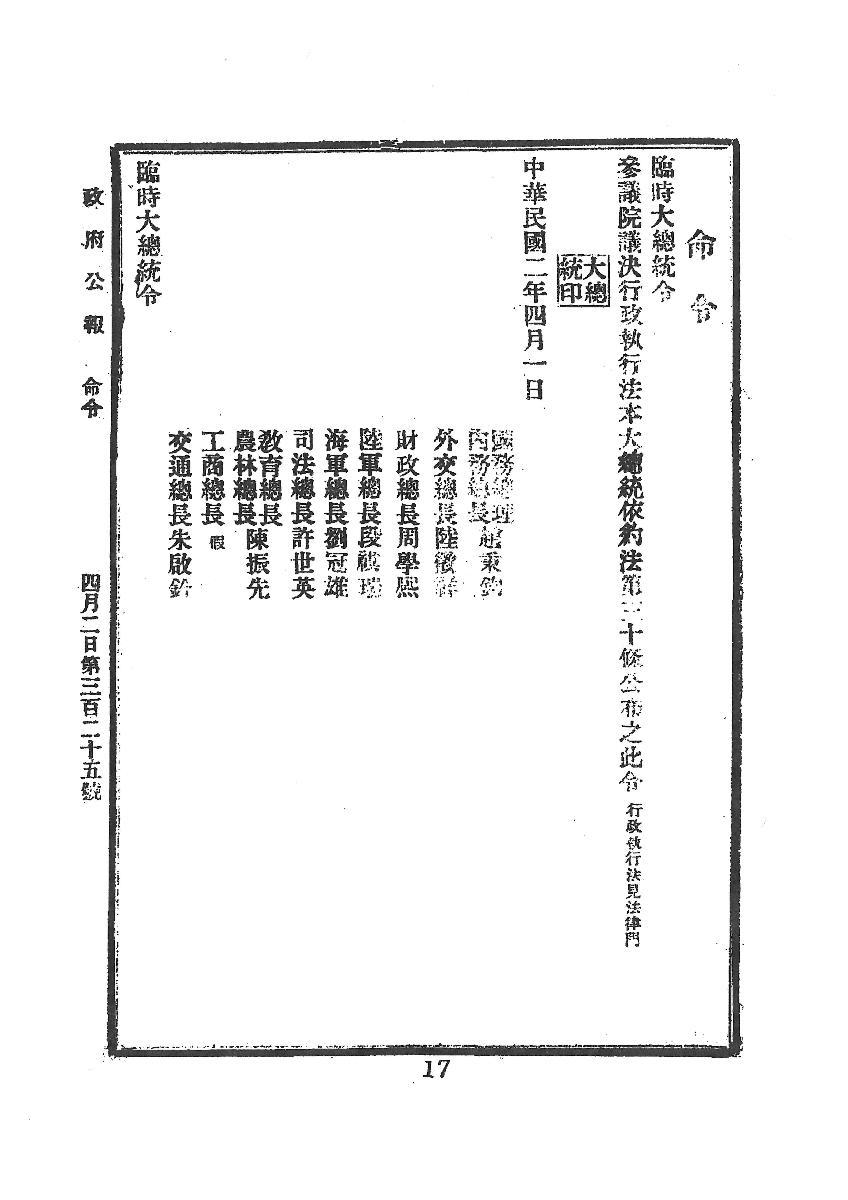 命令
臨時大總統令
參議院議決行政執行法本大總統依約法第三十條公布之此令 行政執行法見法律門
大總
統印
中華民國二年四月一日
國務總理
內務總長趙秉鈞
外交總長陸徵祥
財政總長周學熙
陸軍總長段祺瑞
海軍總長劉冠雄
司法總長許世英
教育總長
農林總長陳振先
工商總長 假
交通總長朱啟鈐
臨時大總統令
政府公報 命令 四月二日第三百二十五號
17